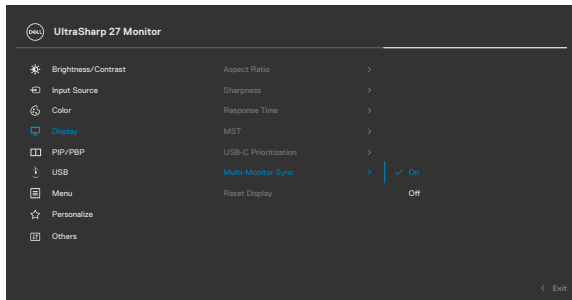 DELL UltraSharp 27 Monitor
Brightness/Contrast Aspect Ratio >
Input Source Sharpness >
Color Response Time >
Display MST >
PIP/PBP USB-C Prioritization >
USB Multi-Monitor Sync > ✓ On
Menu Reset Display Off
Personalize
Others
< Exit